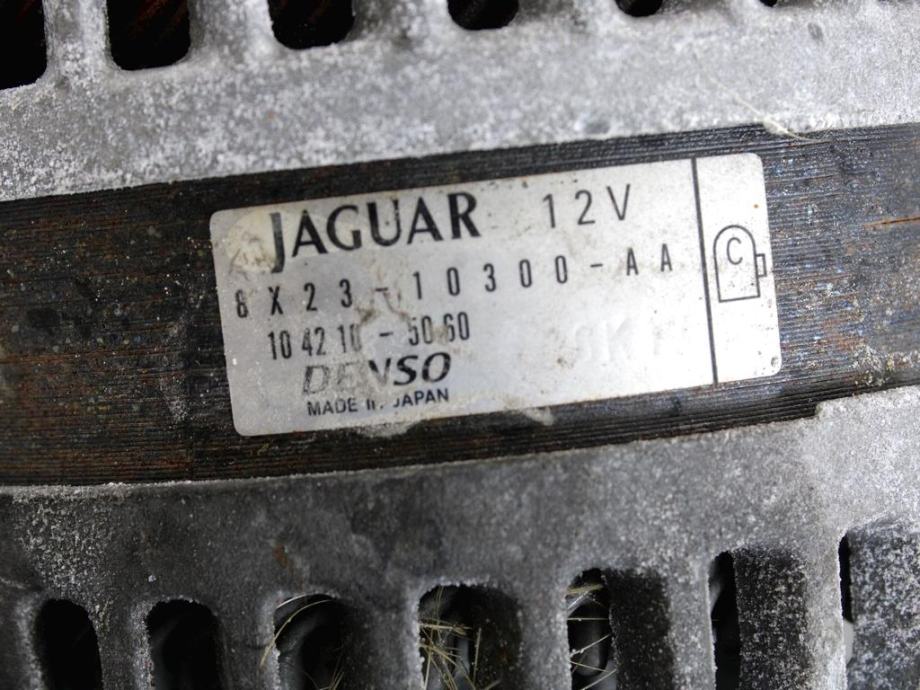 JAGUAR 12V
8X23-10300-AA
C
104210-5060
DENSO
MADE IN JAPAN